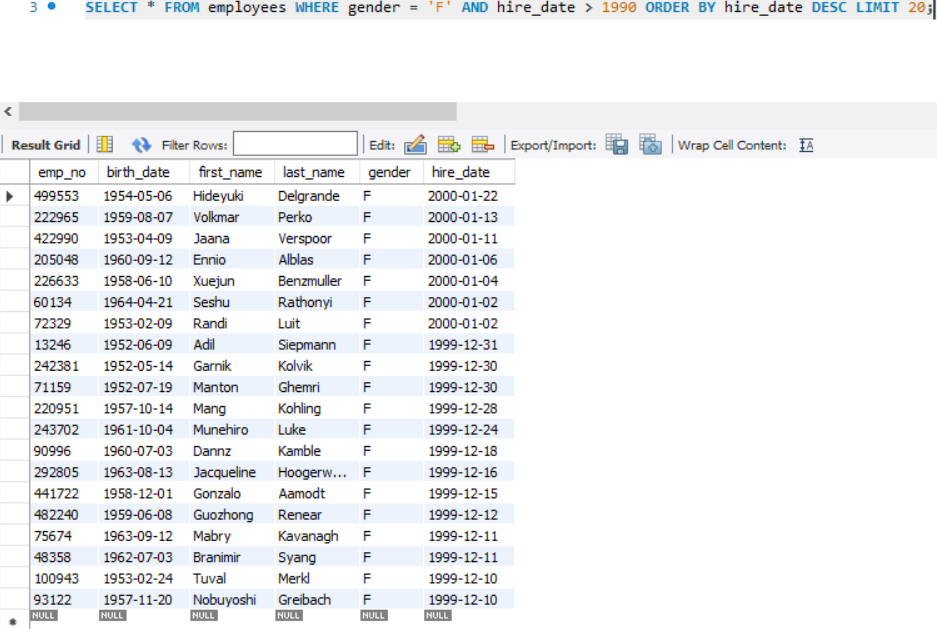 3 SELECT * FROM employees WHERE gender = 'F' AND hire_date > 1990 ORDER BY hire_date DESC LIMIT 20;
Result Grid Filter Rows: Edit: Export/Import: Wrap Cell Content:
emp_no birth_date first_name last_name gender hire_date
499553 1954-05-06 Hideyuki Delgrande F 2000-01-22
222965 1959-08-07 Volkmar Perko F 2000-01-13
422990 1953-04-09 Jaana Verspoor F 2000-01-11
205048 1960-09-12 Ennio Alblas F 2000-01-06
226633 1958-06-10 Xuejun Benzmuller F 2000-01-04
60134 1964-04-21 Seshu Rathonyi F 2000-01-02
72329 1953-02-09 Randi Luit F 2000-01-02
13246 1952-06-09 Adil Siepmann F 1999-12-31
242381 1952-05-14 Garnik Kolvik F 1999-12-30
71159 1952-07-19 Manton Ghemri F 1999-12-30
220951 1957-10-14 Mang Kohling F 1999-12-28
243702 1961-10-04 Munehiro Luke F 1999-12-24
90996 1960-07-03 Dannz Kamble F 1999-12-18
292805 1963-08-13 Jacqueline Hoogerw... F 1999-12-16
441722 1958-12-01 Gonzalo Aamodt F 1999-12-15
482240 1959-06-08 Guozhong Renear F 1999-12-12
75674 1963-09-12 Mabry Kavanagh F 1999-12-11
48358 1962-07-03 Branimir Syang F 1999-12-11
100943 1953-02-24 Tuval Merkl F 1999-12-10
93122 1957-11-20 Nobuyoshi Greibach F 1999-12-10
NULL NULL NULL NULL NULL NULL